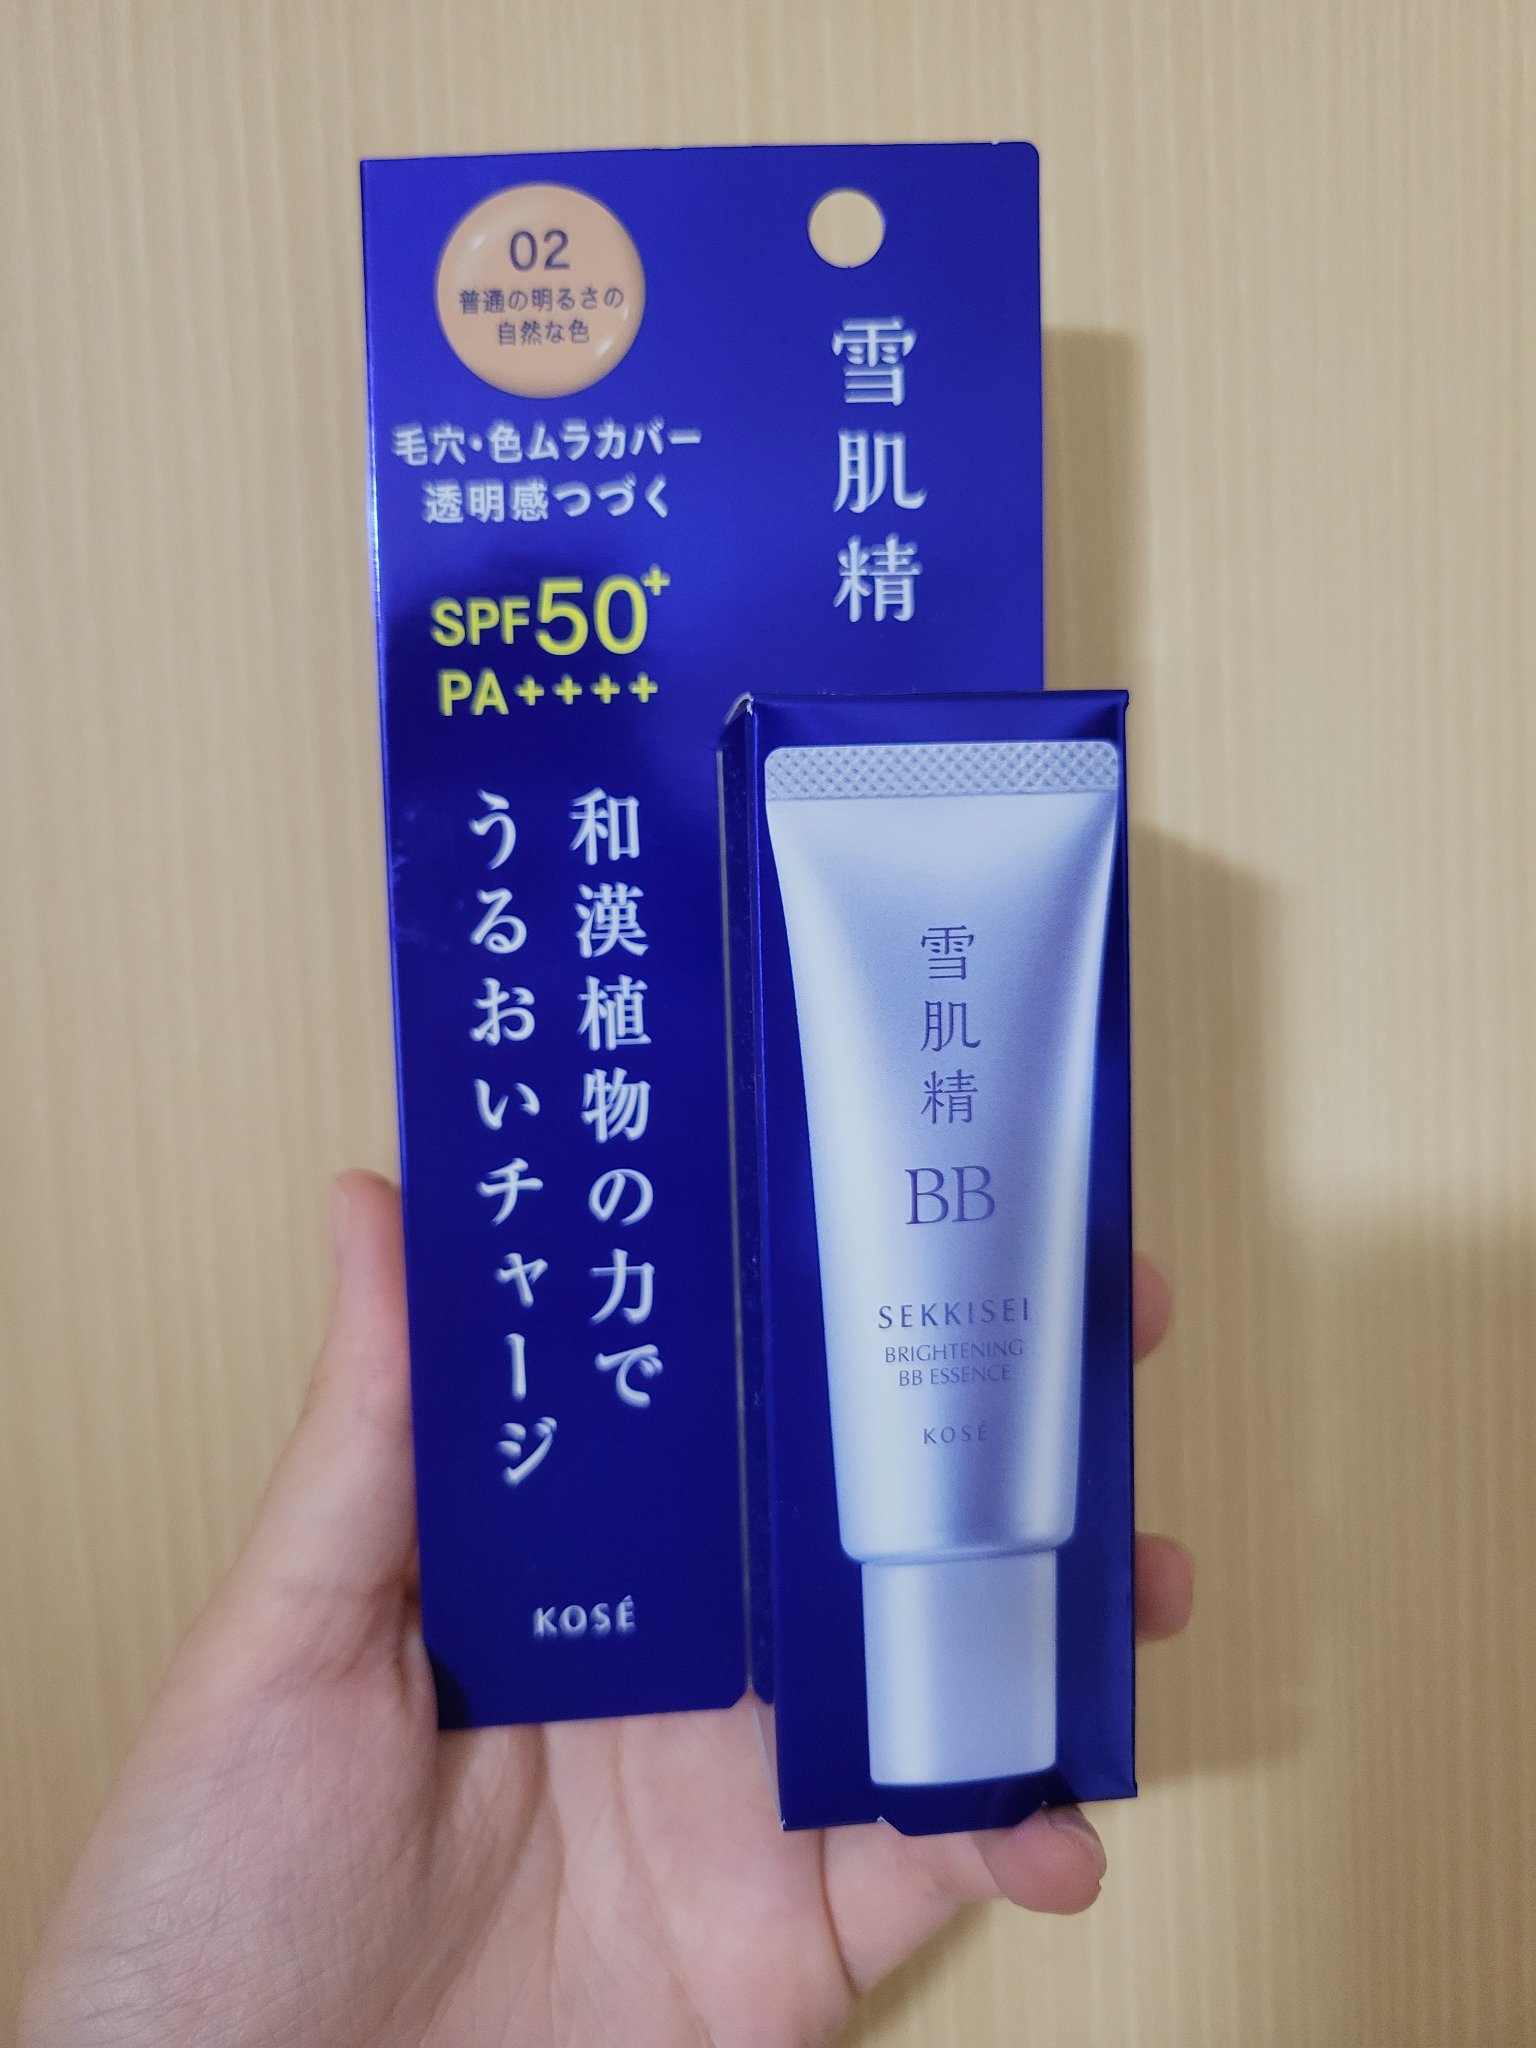 02
普通の明るさの
自然な色
毛穴・色ムラカバー
透明感つづく
SPF50+
PA++++
和漢植物の力で
うるおいチャージ
KOSÉ
雪肌精
雪肌精
BB
SEKKISEI
BRIGHTENING
BB ESSENCE
KOSÉ